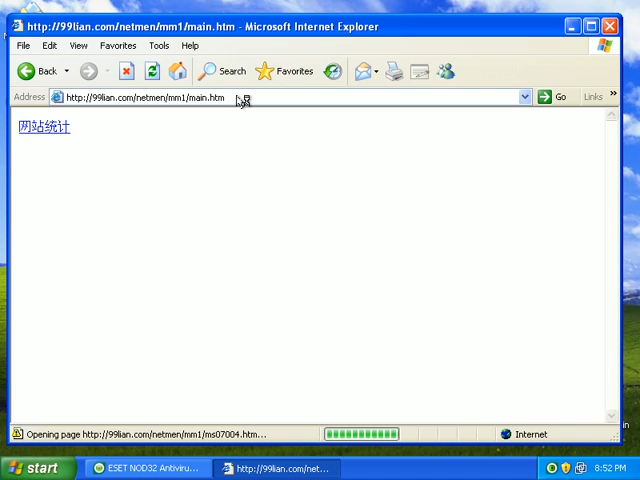 http://99lian.com/netmen/mm1/main.htm - Microsoft Internet Explorer
File Edit View Favorites Tools Help
Back Search Favorites
Address http://99lian.com/netmen/mm1/main.htm Go Links »
网站统计
Opening page http://99lian.com/netmen/mm1/ms07004.htm... Internet
start ESET NOD32 Antiviru... http://99lian.com/net... 8:52 PM